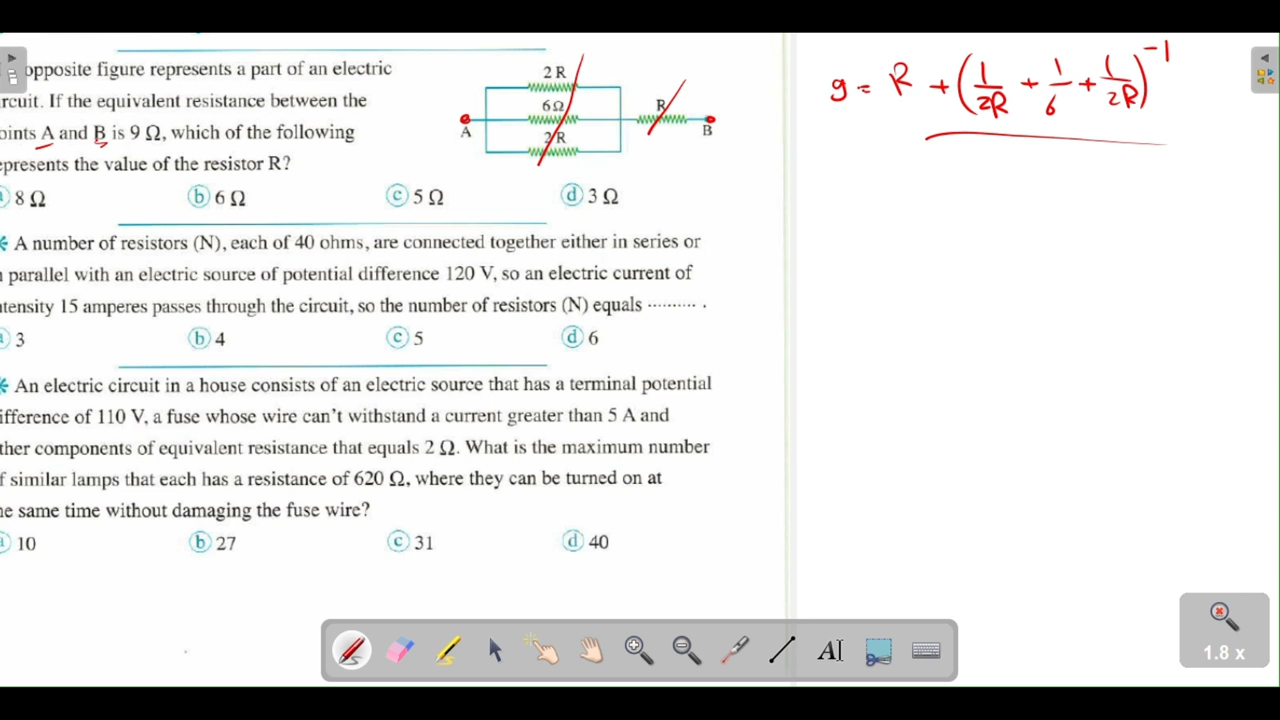 opposite figure represents a part of an electric
rcuit. If the equivalent resistance between the
oints A and B is 9 Ω, which of the following
epresents the value of the resistor R?
8 Ω b 6 Ω c 5 Ω d 3 Ω
2 R
6Ω
2 R
R
A
B
A number of resistors (N), each of 40 ohms, are connected together either in series or
parallel with an electric source of potential difference 120 V, so an electric current of
ntensity 15 amperes passes through the circuit, so the number of resistors (N) equals ·········· .
3 b 4 c 5 d 6
An electric circuit in a house consists of an electric source that has a terminal potential
ifference of 110 V, a fuse whose wire can't withstand a current greater than 5 A and
ther components of equivalent resistance that equals 2 Ω. What is the maximum number
f similar lamps that each has a resistance of 620 Ω, where they can be turned on at
e same time without damaging the fuse wire?
10 b 27 c 31 d 40
9 = R + (1/2R + 1/6 + 1/2R)^-1
AI
1.8 x